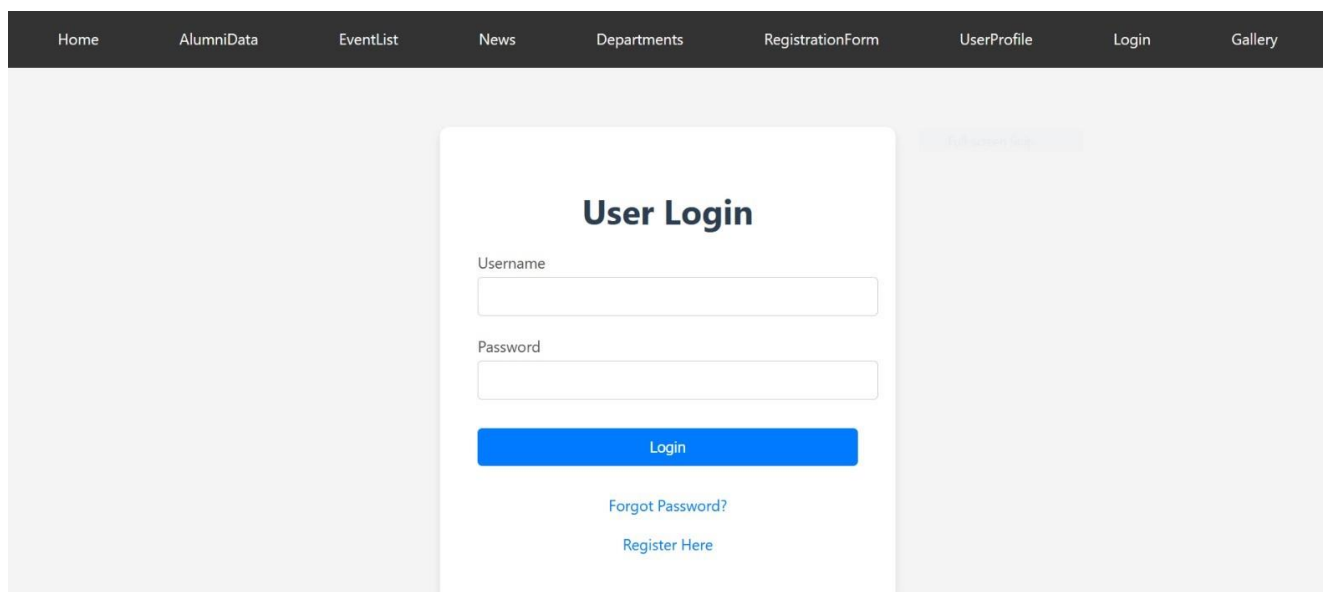 Home AlumniData EventList News Departments RegistrationForm UserProfile Login Gallery
User Login
Username
Password
Login
Forgot Password?
Register Here